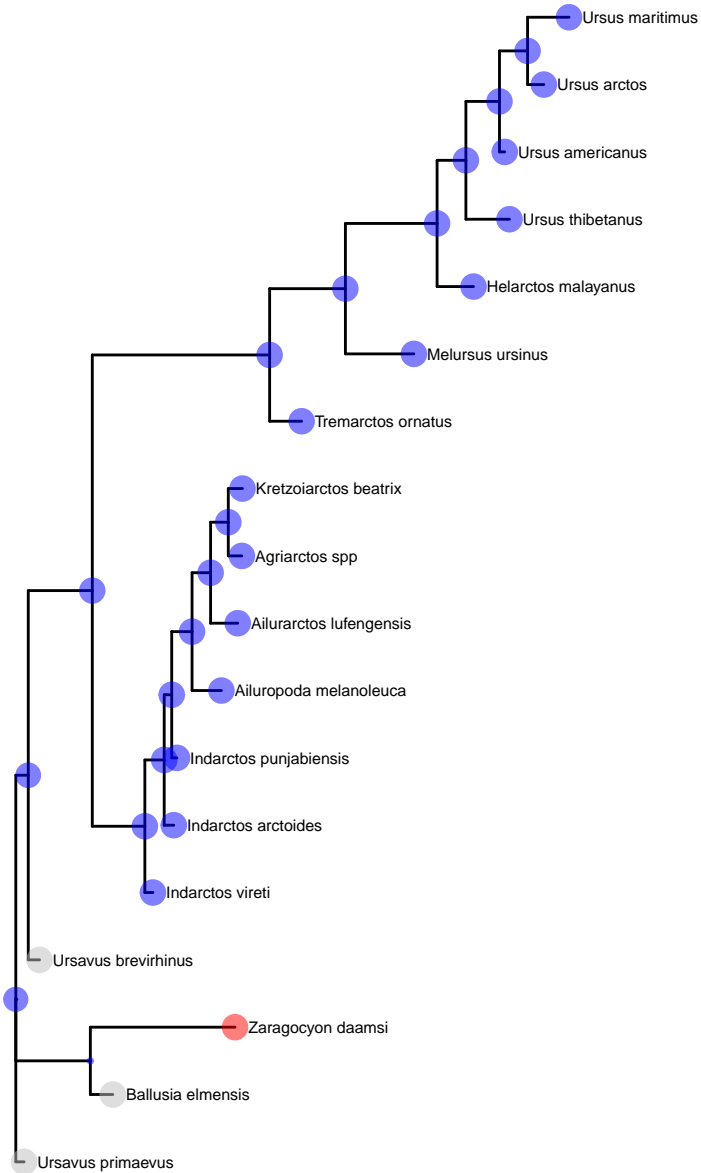 Ursus maritimus
Ursus arctos
Ursus americanus
Ursus thibetanus
Helarctos malayanus
Melursus ursinus
Tremarctos ornatus
Kretzoiarctos beatrix
Agriarctos spp
Ailurarctos lufengensis
Ailuropoda melanoleuca
Indarctos punjabiensis
Indarctos arctoides
Indarctos vireti
Ursavus brevirhinus
Zaragocyon daamsi
Ballusia elmensis
Ursavus primaevus